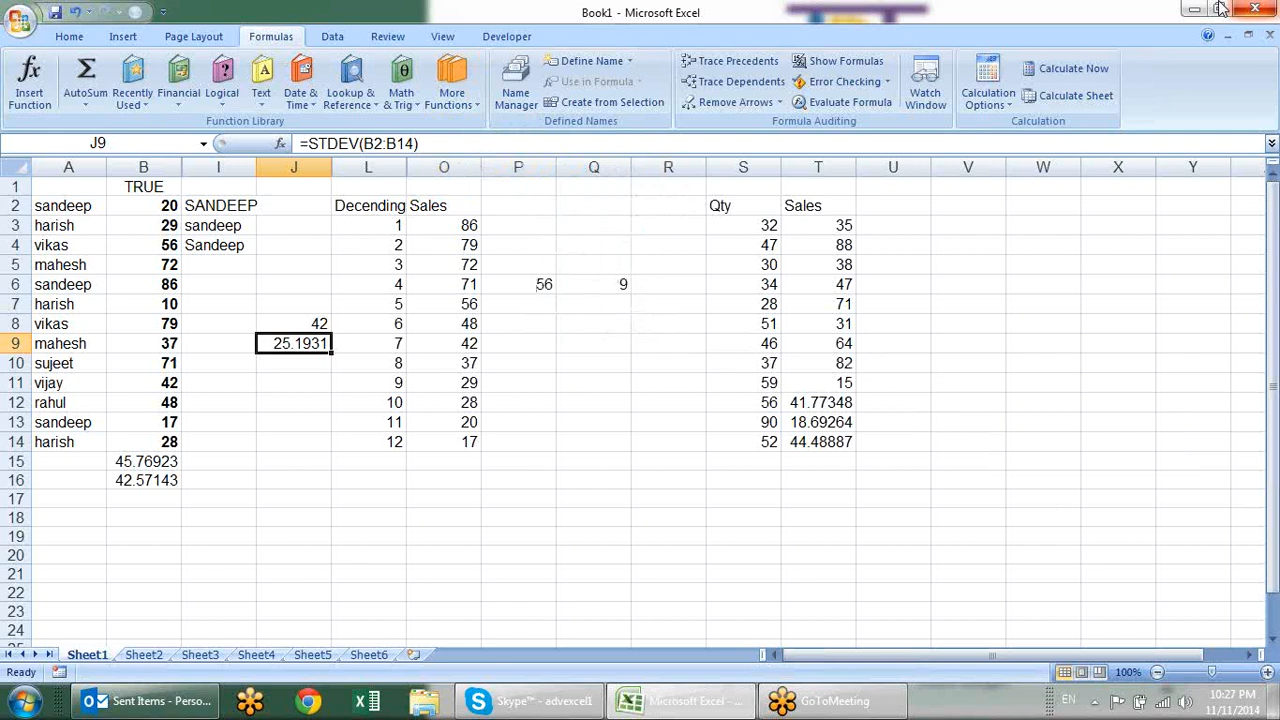 Book1 - Microsoft Excel
Home Insert Page Layout Formulas Data Review View Developer
Insert Function
AutoSum
Recently Used
Financial
Logical
Text
Date & Time
Lookup & Reference
Math & Trig
More Functions
Function Library
Name Manager
Define Name
Use in Formula
Create from Selection
Defined Names
Trace Precedents
Trace Dependents
Remove Arrows
Show Formulas
Error Checking
Evaluate Formula
Formula Auditing
Watch Window
Calculation Options
Calculate Now
Calculate Sheet
Calculation
J9 fx =STDEV(B2:B14)
A B I J L O P Q R S T U V W X Y
1 TRUE
2 sandeep 20 SANDEEP Decending Sales Qty Sales
3 harish 29 sandeep 1 86 32 35
4 vikas 56 Sandeep 2 79 47 88
5 mahesh 72 3 72 30 38
6 sandeep 86 4 71 56 9 34 47
7 harish 10 5 56 28 71
8 vikas 79 42 6 48 51 31
9 mahesh 37 25.1931 7 42 46 64
10 sujeet 71 8 37 37 82
11 vijay 42 9 29 59 15
12 rahul 48 10 28 56 41.77348
13 sandeep 17 11 20 90 18.69264
14 harish 28 12 17 52 44.48887
15 45.76923
16 42.57143
17
18
19
20
21
22
23
24
Sheet1 Sheet2 Sheet3 Sheet4 Sheet5 Sheet6
Ready 100%
Sent Items - Perso...
Skype™ - advexcel1
Microsoft Excel - ...
GoToMeeting
EN
10:27 PM
11/11/2014